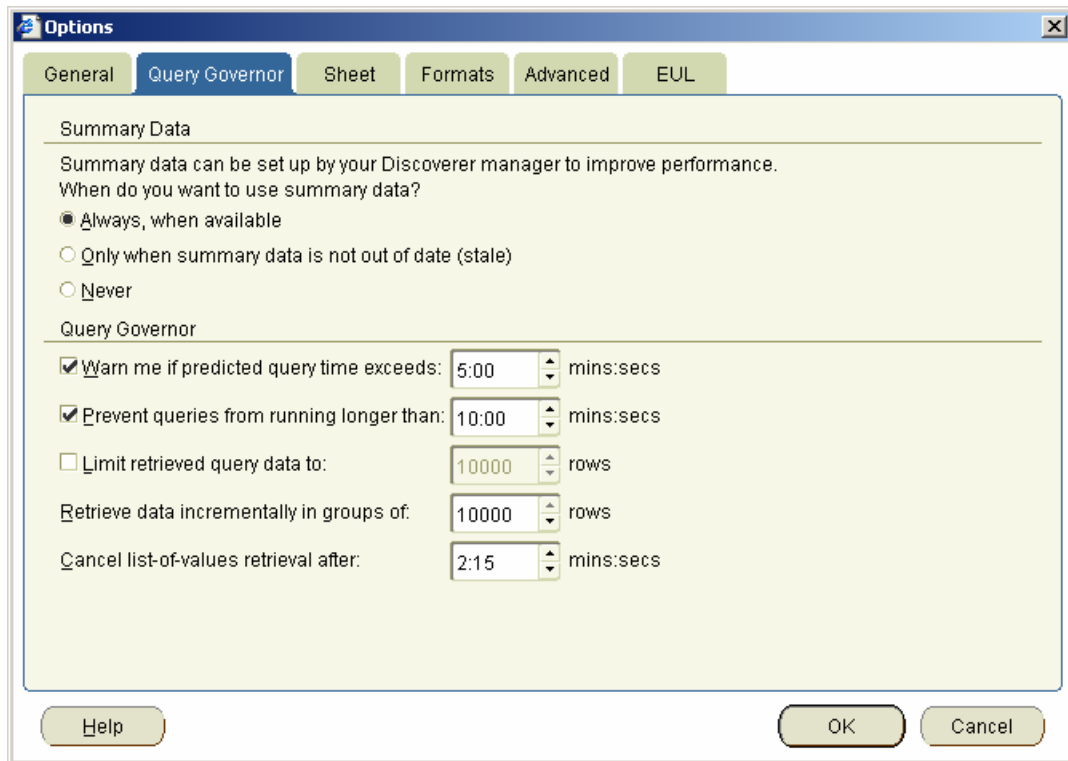 Options
General Query Governor Sheet Formats Advanced EUL
Summary Data
Summary data can be set up by your Discoverer manager to improve performance.
When do you want to use summary data?
Always, when available
Only when summary data is not out of date (stale)
Never
Query Governor
Warn me if predicted query time exceeds: 5:00 mins:secs
Prevent queries from running longer than: 10:00 mins:secs
Limit retrieved query data to: 10000 rows
Retrieve data incrementally in groups of: 10000 rows
Cancel list-of-values retrieval after: 2:15 mins:secs
Help OK Cancel